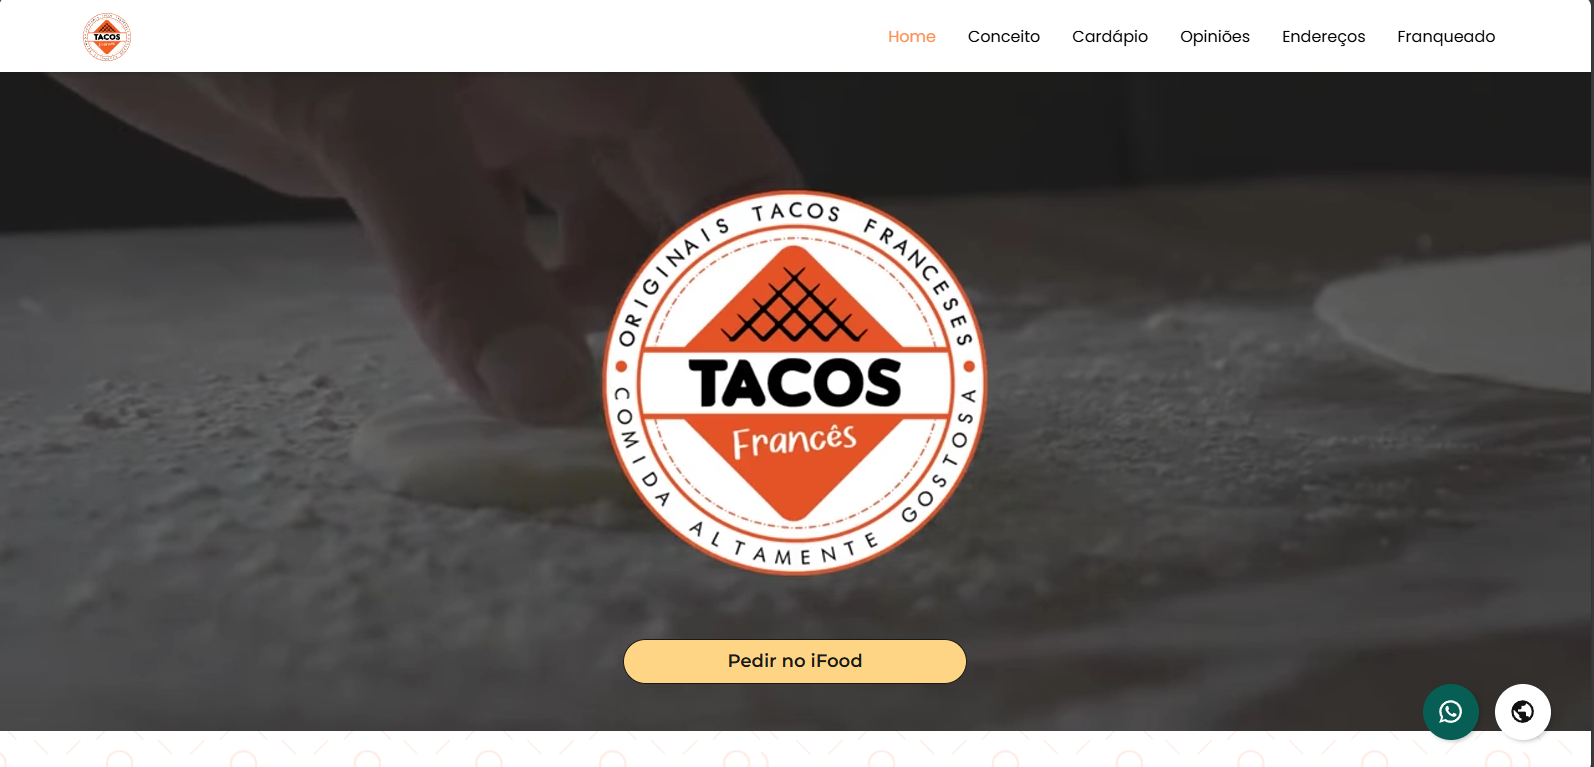 TACOS
Home
Conceito
Cardápio
Opiniões
Endereços
Franqueado
ORIGINAIS TACOS FRANCESES
TACOS
Francês
COMIDA ALTAMENTE GOSTOSA
Pedir no iFood